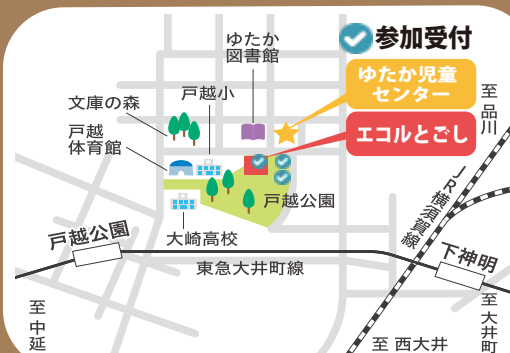 参加受付
ゆたか
図書館
ゆたか児童
センター
エコルとごし
至品川
文庫の森
戸越小
戸越
体育館
戸越公園
JR横須賀線
大崎高校
戸越公園
東急大井町線
下神明
至中延
至 西大井
至大井町